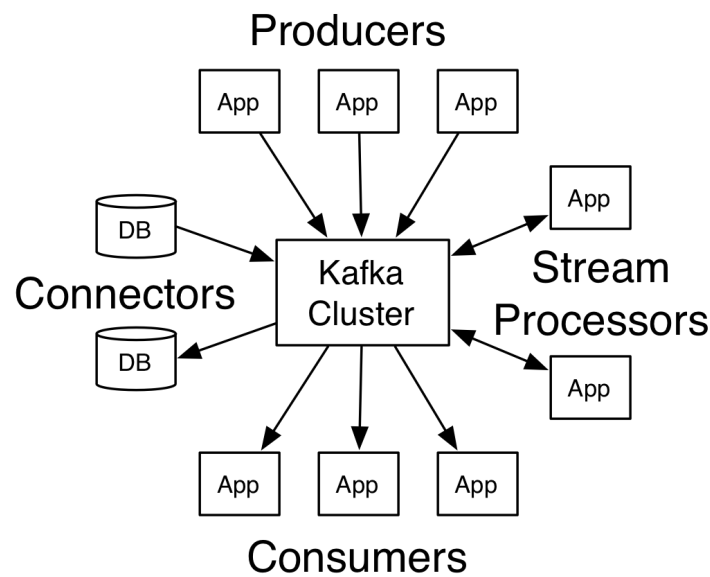 Producers
App
App
App
App
DB
Kafka
Cluster
Stream
Processors
Connectors
DB
App
App
App
App
Consumers